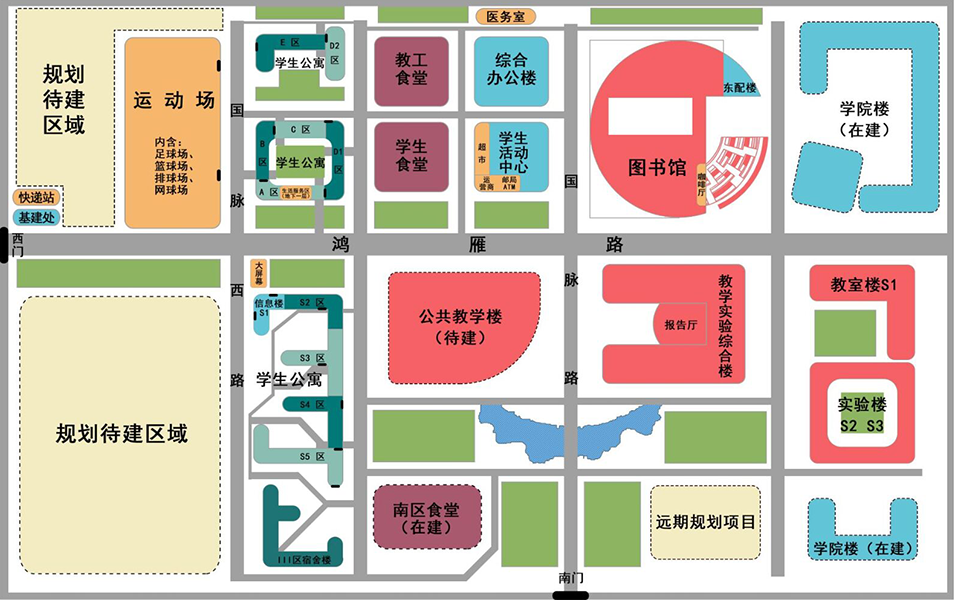 医务室
规划
待建
区域
运 动 场
内含:
足球场、
篮球场、
排球场、
网球场
快递站
基建处
西
门
E 区
D2
区
学生公寓
C 区
B
区
D1
区
学生公寓
A 区
生活服务区
(地下一层)
国
脉
西
路
教工
食堂
综合
办公楼
学生
食堂
超
市
学生
活动
中心
运
营商
邮局
ATM
国
脉
路
图书馆
东配楼
咖啡厅
学院楼
(在建)
鸿 雁 路
大
屏
幕
信息楼
S1
S2 区
S3 区
学生公寓
S4 区
S5 区
III区宿舍楼
公共教学楼
(待建)
教学实验综合楼
报告厅
教室楼S1
实验楼
S2 S3
规划待建区域
南区食堂
(在建)
远期规划项目
学院楼(在建)
南门